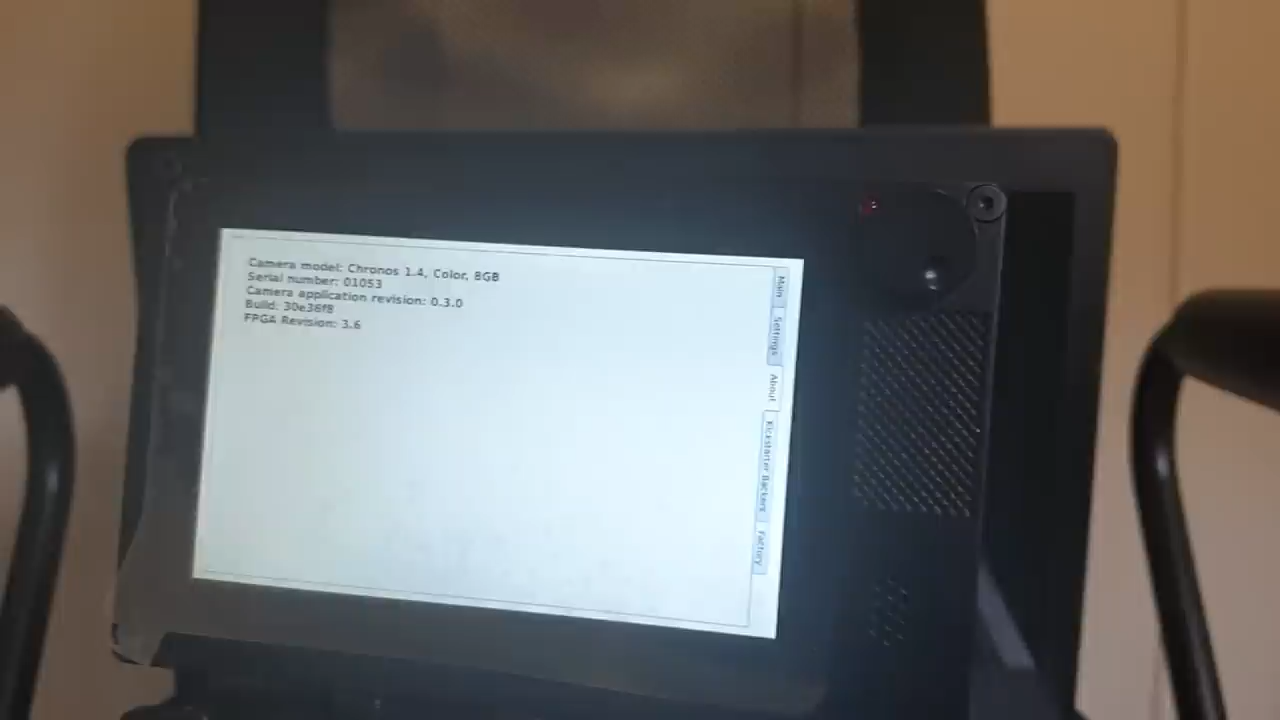 Camera model: Chronos 1.4, Color, 8GB
Serial number: 01053
Camera application revision: 0.3.0
Build: 30e36f8
FPGA Revision: 3.6
Main
Settings
About
Kickstarter Backers
Factory